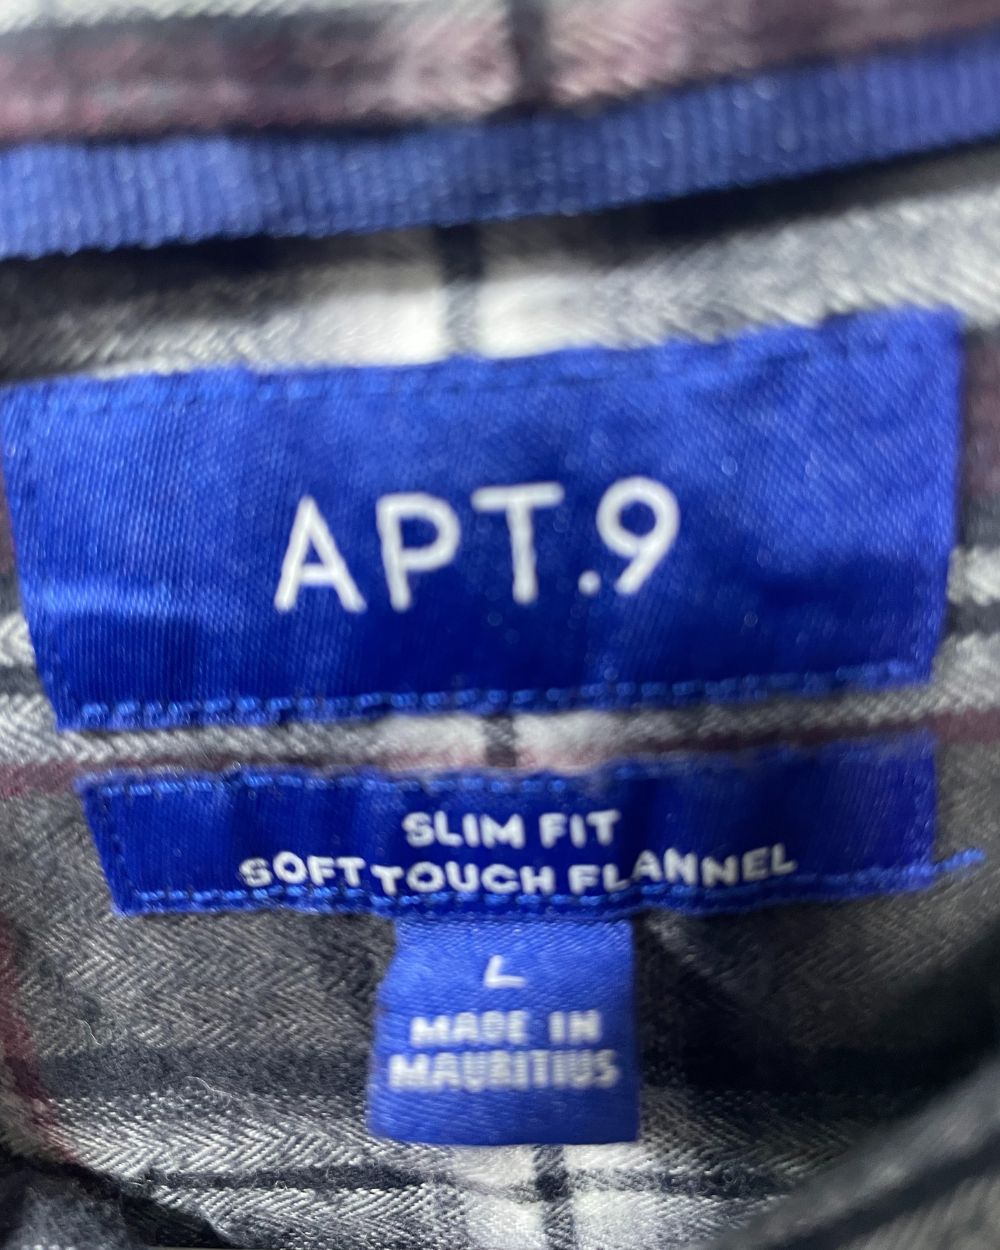 APT.9
SLIM FIT
SOFT TOUCH FLANNEL
L
MADE IN
MAURITIUS